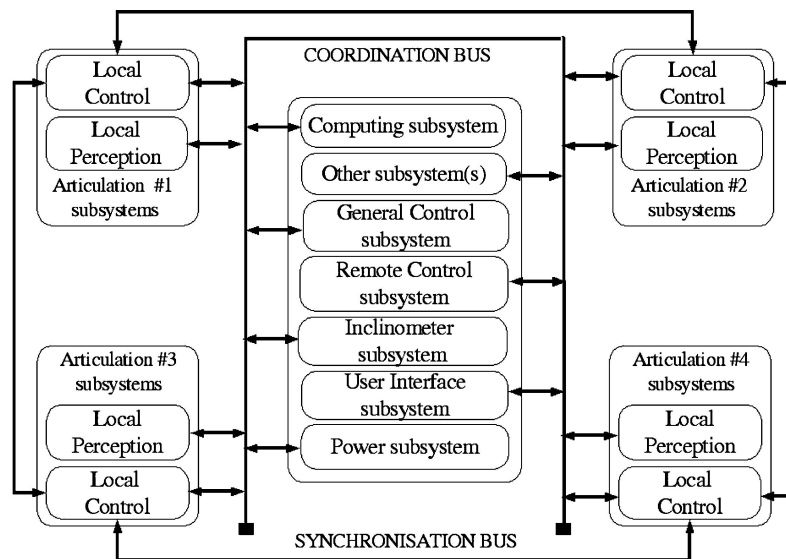 COORDINATION BUS
Local
Control
Local
Perception
Articulation #1
subsystems
Computing subsystem
Other subsystem(s)
General Control
subsystem
Remote Control
subsystem
Inclinometer
subsystem
User Interface
subsystem
Power subsystem
Local
Control
Local
Perception
Articulation #2
subsystems
Articulation #3
subsystems
Local
Perception
Local
Control
Articulation #4
subsystems
Local
Perception
Local
Control
SYNCHRONISATION BUS